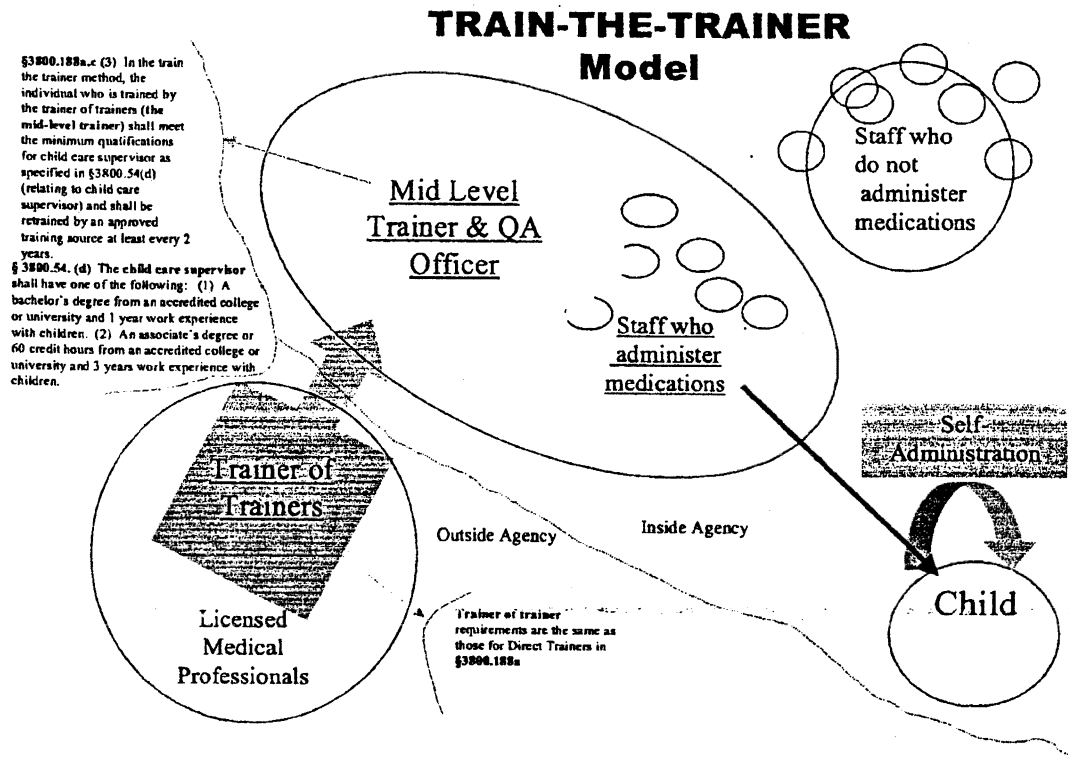 TRAIN-THE-TRAINER
Model
§3800.188a.c (3) In the train
the trainer method, the
individual who is trained by
the trainer of trainers (the
mid-level trainer) shall meet
the minimum qualifications
for child care supervisor as
specified in §3800.54(d)
(relating to child care
supervisor) and shall be
retrained by an approved
training source at least every 2
years.
§ 3800.54. (d) The child care supervisor
shall have one of the following: (1) A
bachelor's degree from an accredited college
or university and 1 year work experience
with children. (2) An associate's degree or
60 credit hours from an accredited college or
university and 3 years work experience with
children.
Mid Level
Trainer & QA
Officer
Staff who
administer
medications
Staff who
do not
administer
medications
Self-
Administration
Child
Trainer of
Trainers
Licensed
Medical
Professionals
Outside Agency
Inside Agency
Trainer of trainer
requirements are the same as
those for Direct Trainers in
§3800.188a